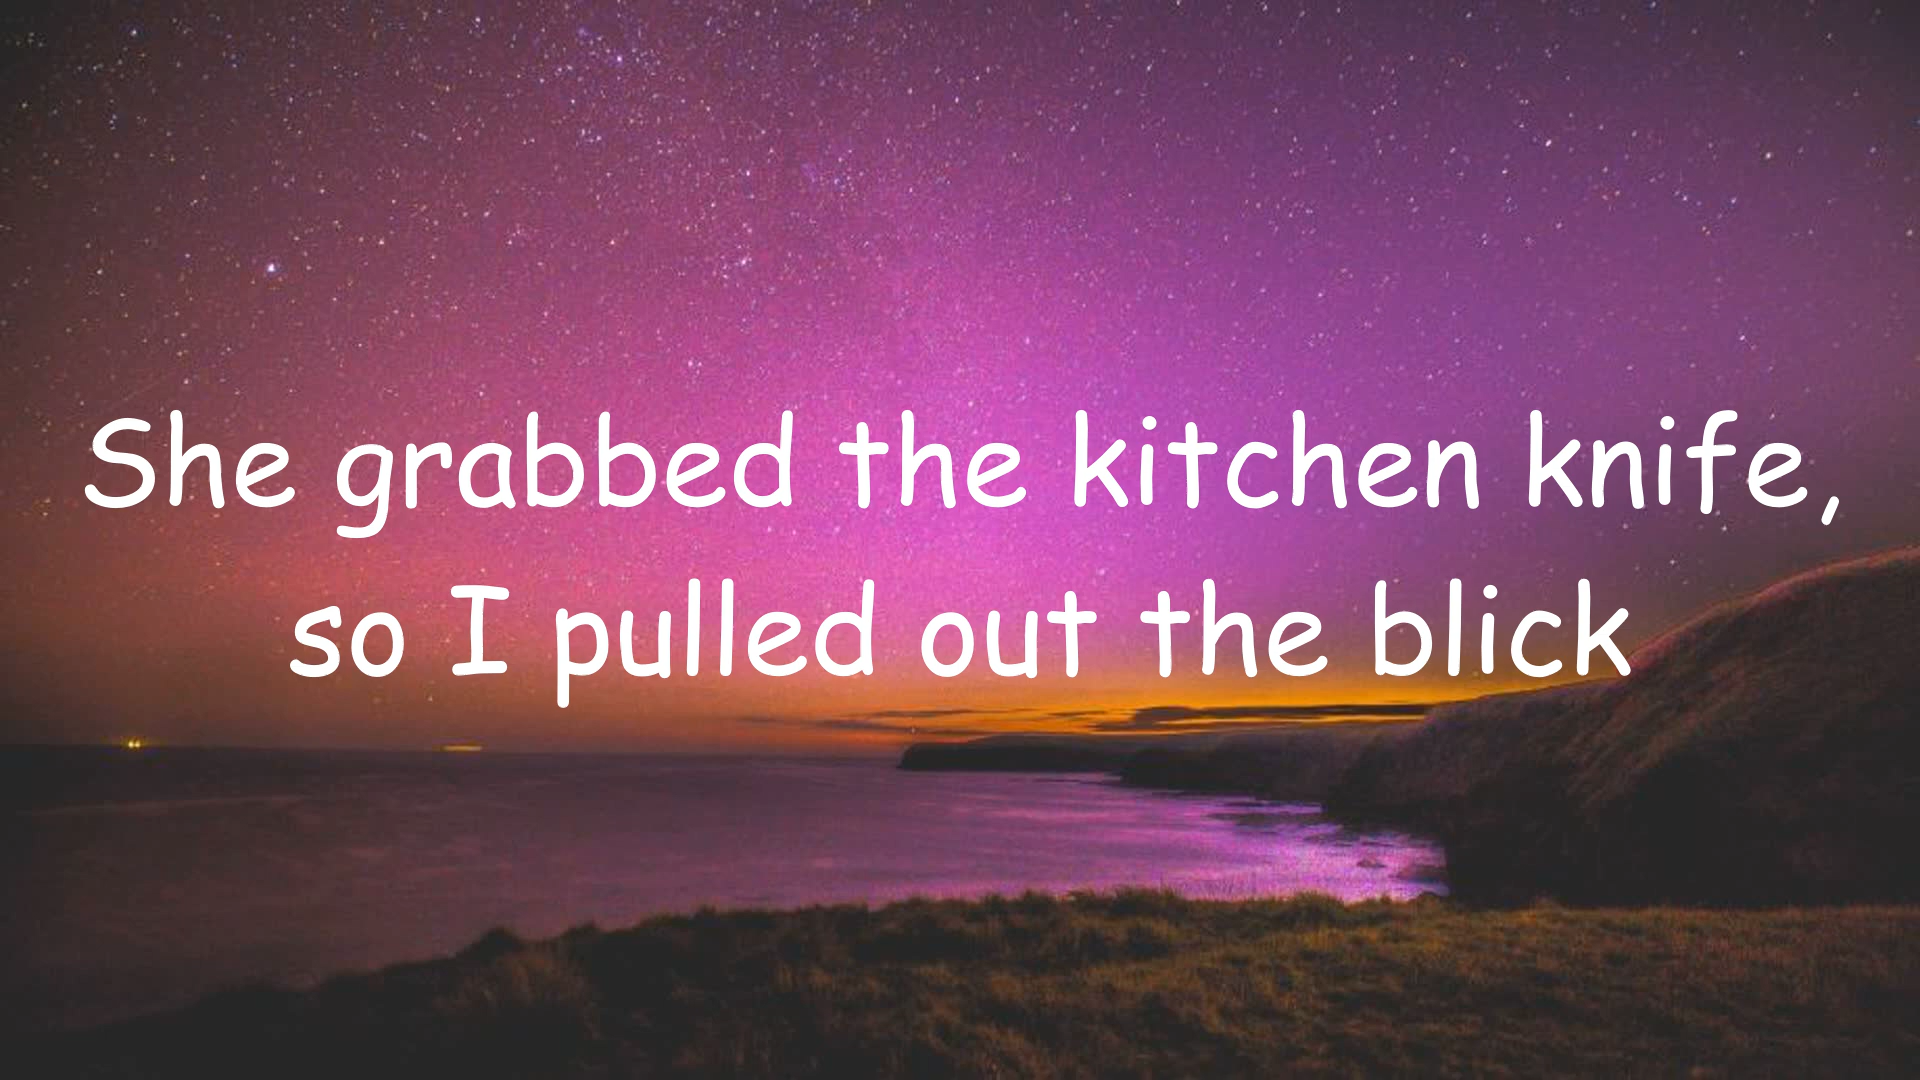 She grabbed the kitchen knife,
so I pulled out the blick